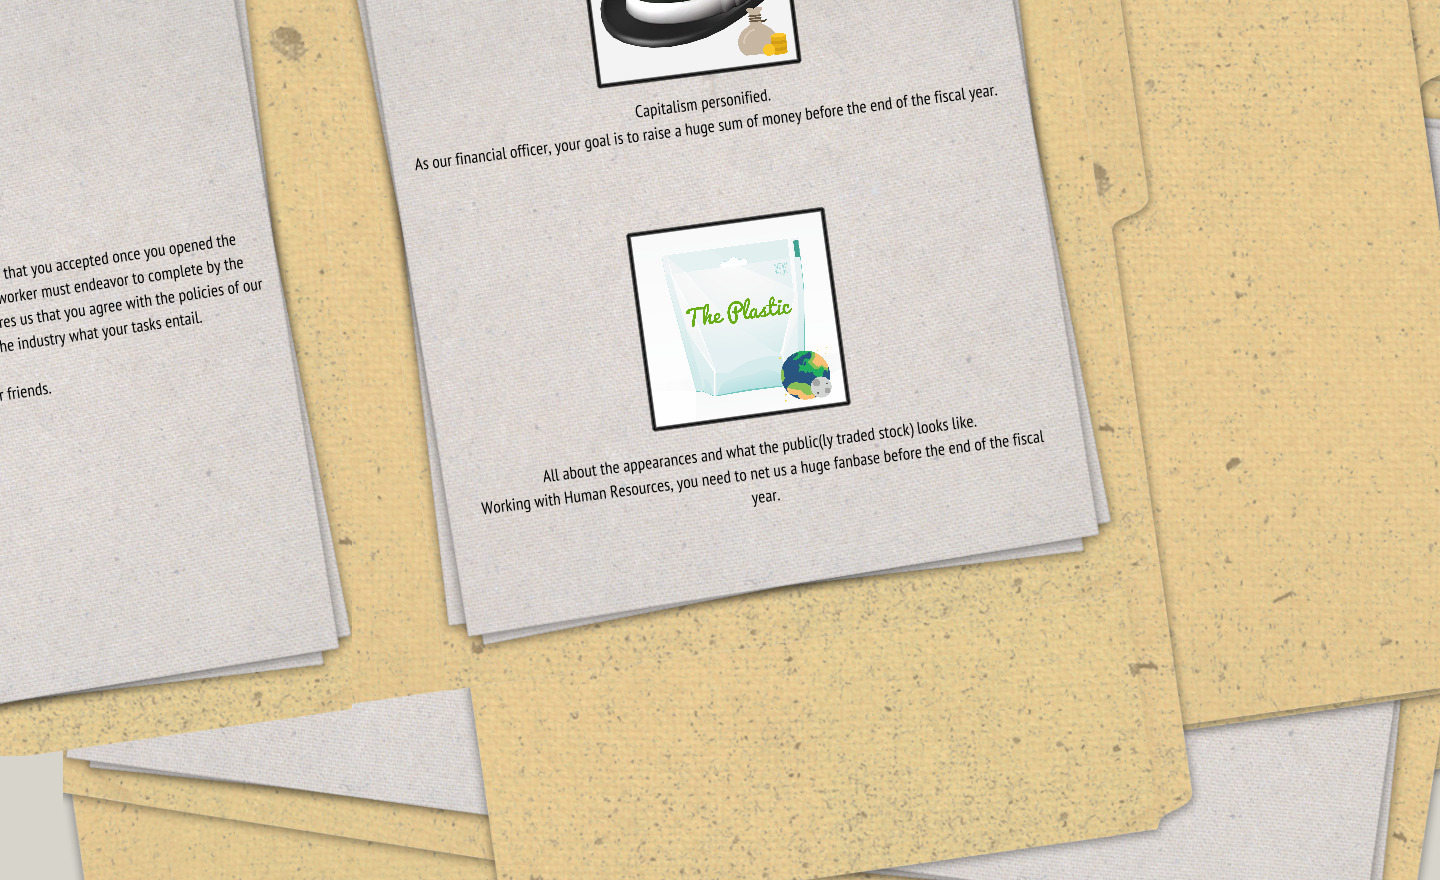 that you accepted once you opened the
worker must endeavor to complete by the
res us that you agree with the policies of our
he industry what your tasks entail.
r friends.
Capitalism personified.
As our financial officer, your goal is to raise a huge sum of money before the end of the fiscal year.
The Plastic
All about the appearances and what the public(ly traded stock) looks like.
Working with Human Resources, you need to net us a huge fanbase before the end of the fiscal
year.